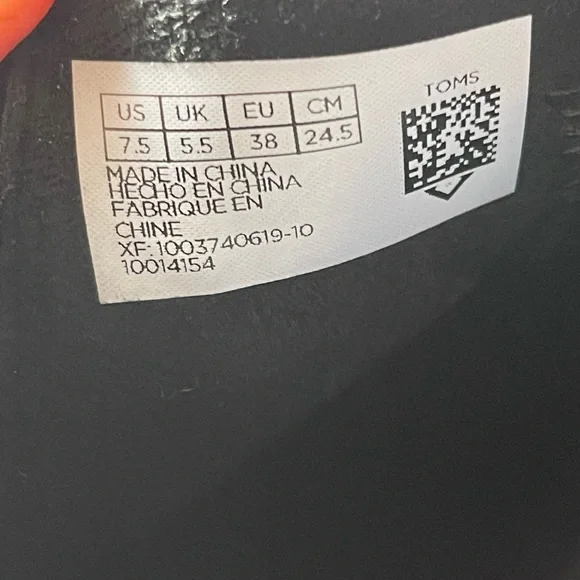 TOMS
US UK EU CM
7.5 5.5 38 24.5
MADE IN CHINA
HECHO EN CHINA
FABRIQUE EN
CHINE
XF: 1003740619-10
10014154